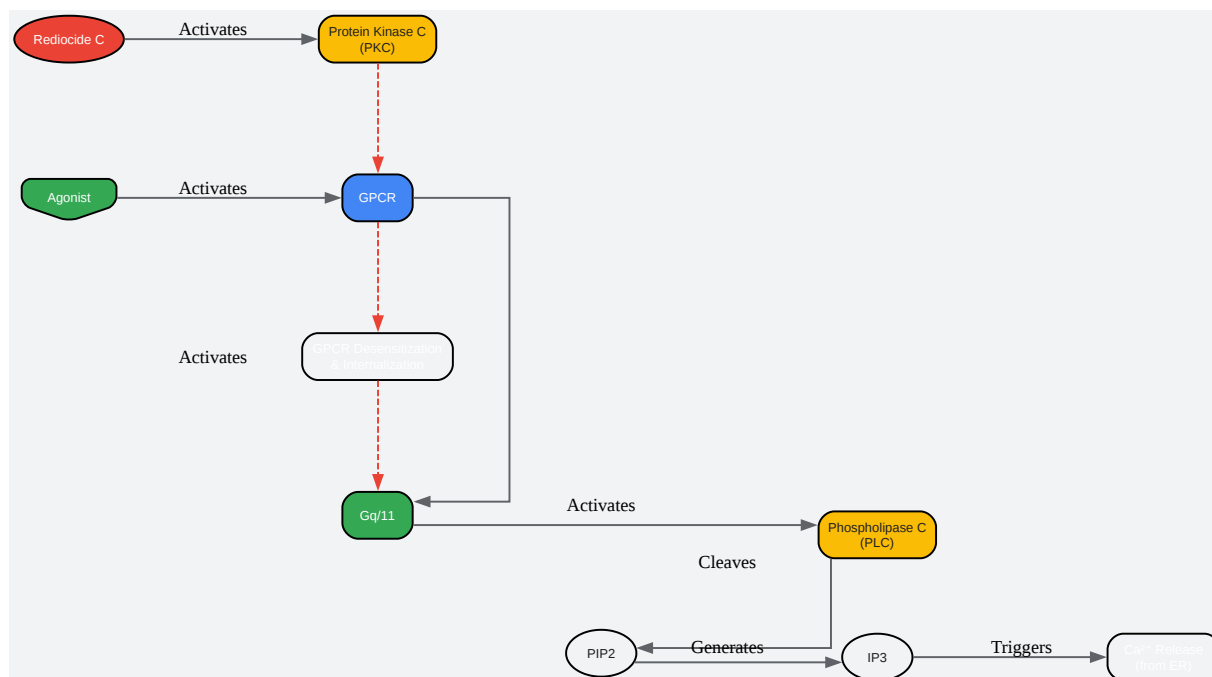 Rediocide C
Activates
Protein Kinase C
(PKC)
Agonist
Activates
GPCR
Activates
GPCR Desensitization
& Internalization
Gq/11
Activates
Phospholipase C
(PLC)
Cleaves
PIP2
Generates
IP3
Triggers
Ca²⁺ Release
(from ER)